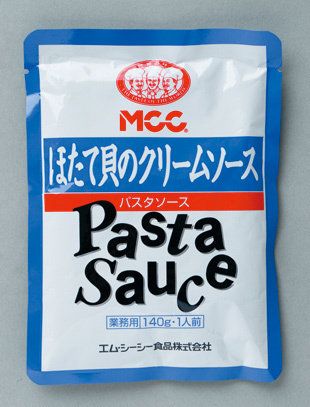 MCC
ほたて貝のクリームソース
パスタソース
Pasta
Sauce
業務用 140g・1人前
エム・シーシー食品株式会社